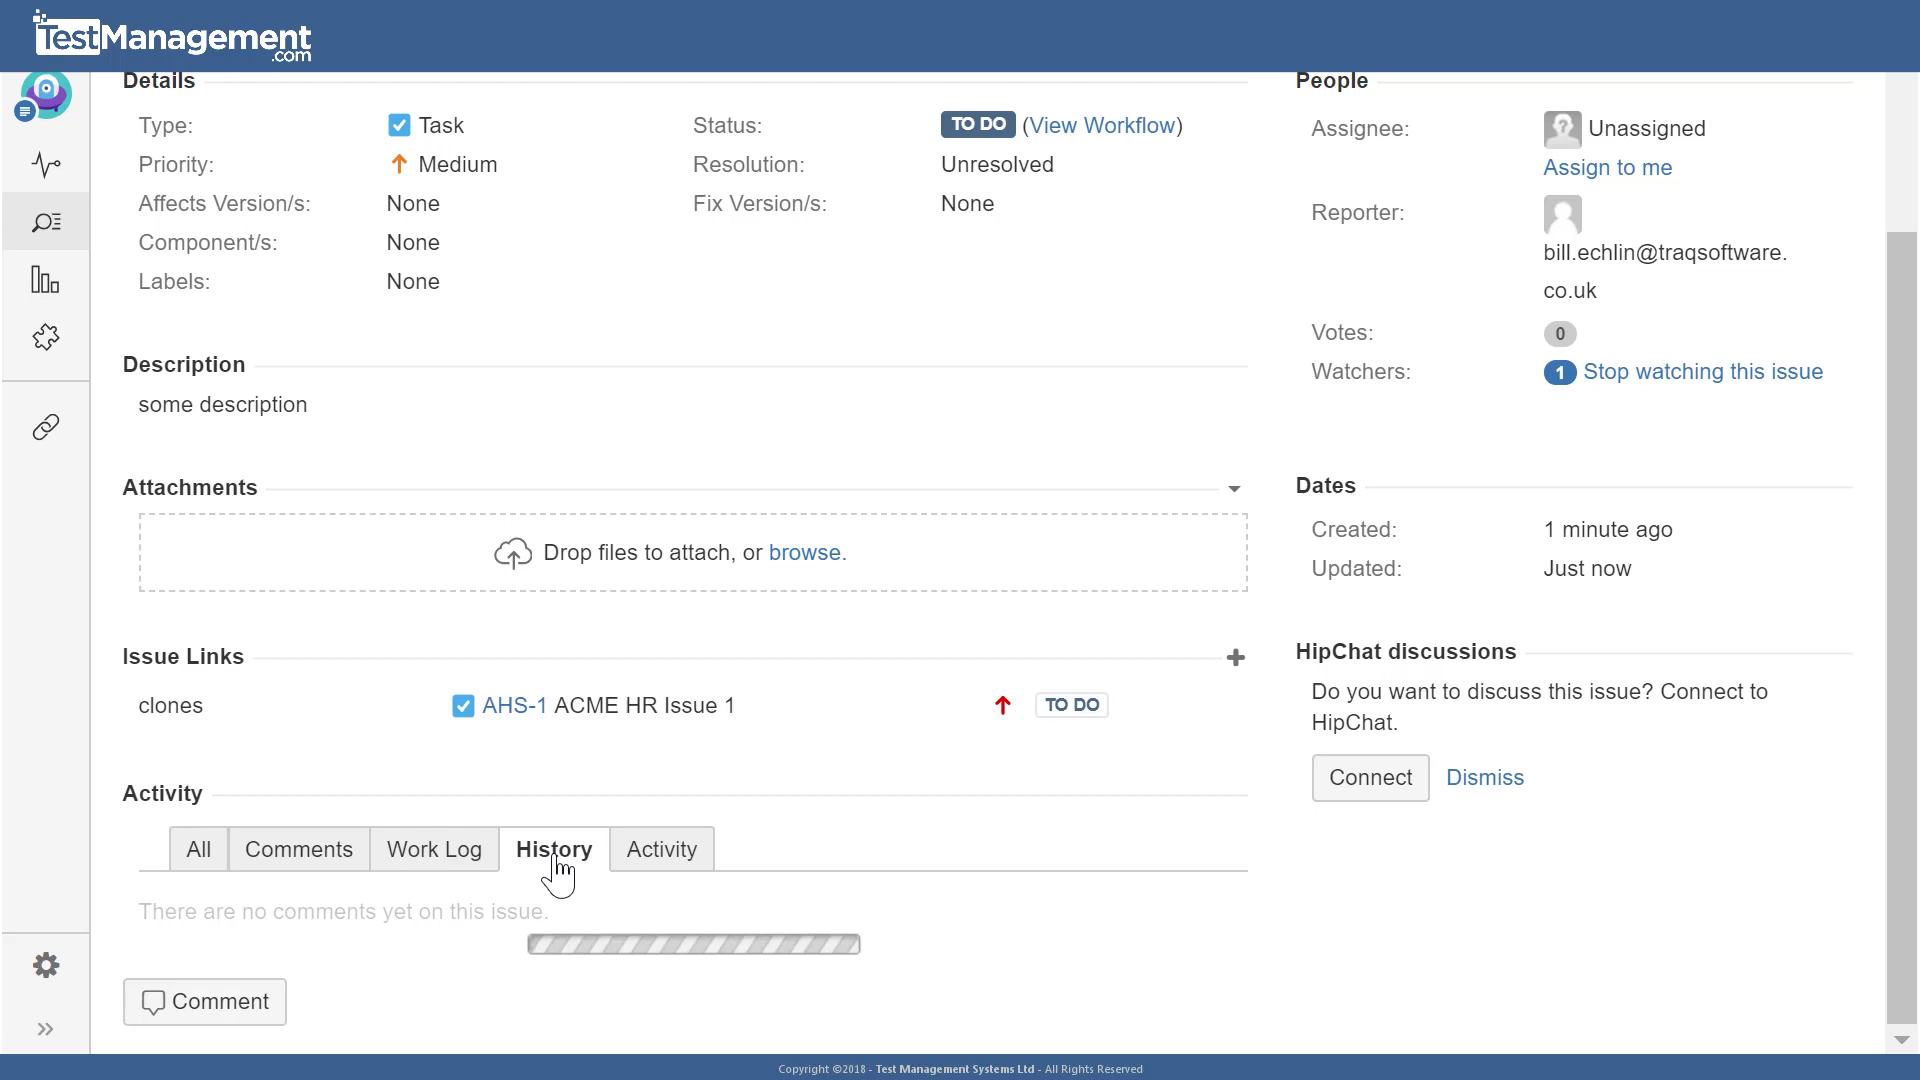 TestManagement
.com
Details
Type: Task
Priority: Medium
Affects Version/s: None
Component/s: None
Labels: None
Status: TO DO (View Workflow)
Resolution: Unresolved
Fix Version/s: None
Description
some description
Attachments
Drop files to attach, or browse.
Issue Links
clones AHS-1 ACME HR Issue 1 TO DO
Activity
All Comments Work Log History Activity
There are no comments yet on this issue.
Comment
People
Assignee: Unassigned
Assign to me
Reporter:
bill.echlin@traqsoftware.
co.uk
Votes: 0
Watchers: 1 Stop watching this issue
Dates
Created: 1 minute ago
Updated: Just now
HipChat discussions
Do you want to discuss this issue? Connect to
HipChat.
Connect Dismiss
Copyright ©2018 - Test Management Systems Ltd - All Rights Reserved